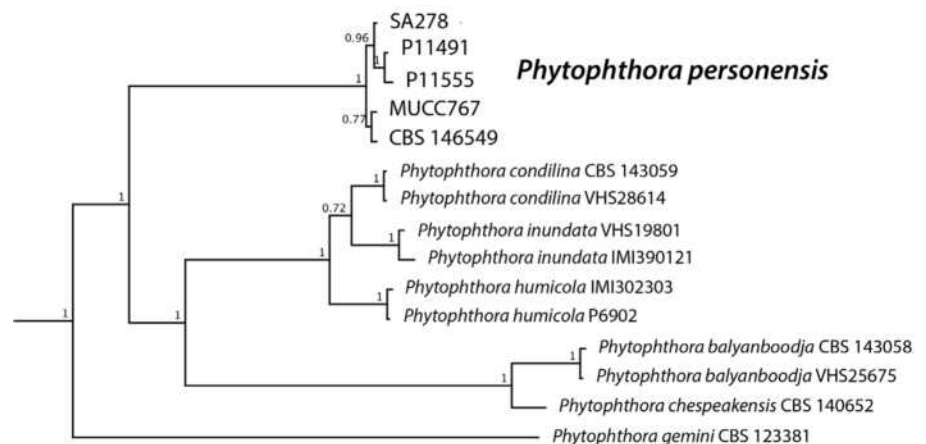 SA278
0.96
P11491
1
P11555
Phytophthora personensis
1
MUCC767
0.77
CBS 146549
Phytophthora condilina CBS 143059
1
Phytophthora condilina VHS28614
0.72
1
Phytophthora inundata VHS19801
1
Phytophthora inundata IMI390121
1
Phytophthora humicola IMI302303
1
Phytophthora humicola P6902
1
1
Phytophthora balyanboodja CBS 143058
1
Phytophthora balyanboodja VHS25675
1
Phytophthora chespeakensis CBS 140652
Phytophthora gemini CBS 123381